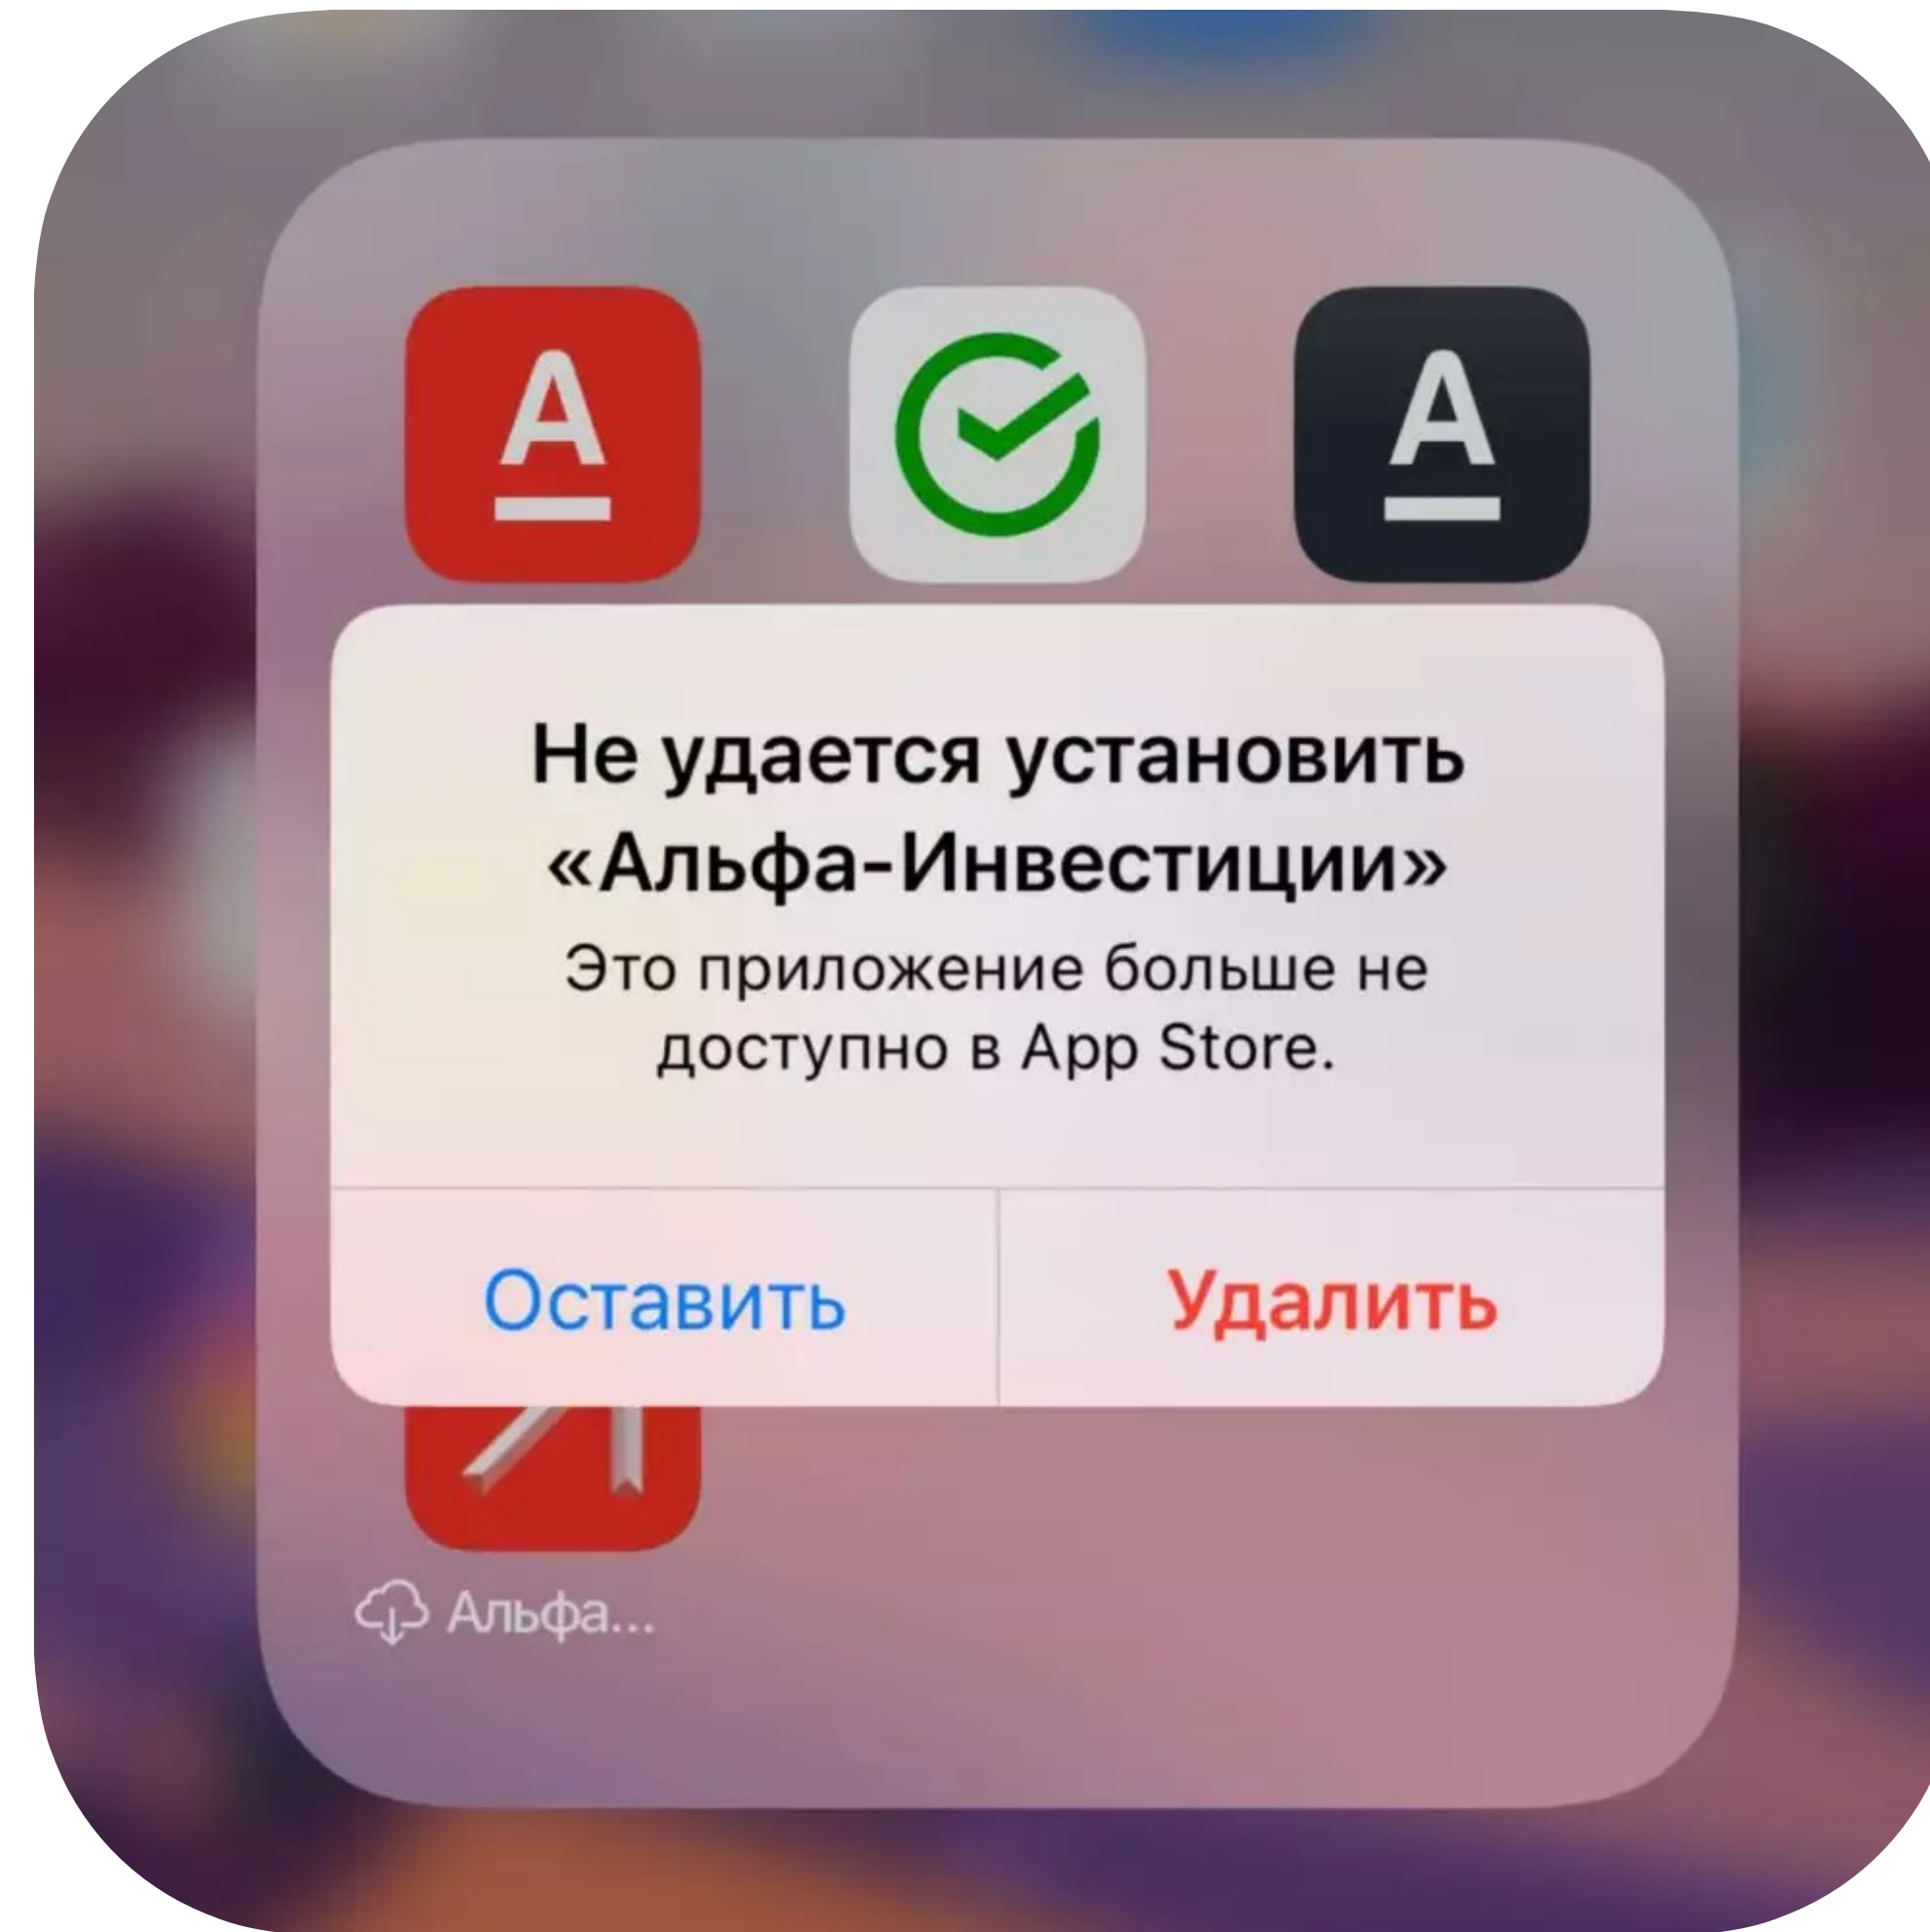 А
А
Не удается установить
«Альфа-Инвестиции»
Это приложение больше не
доступно в App Store.
Оставить
Удалить
Альфа...